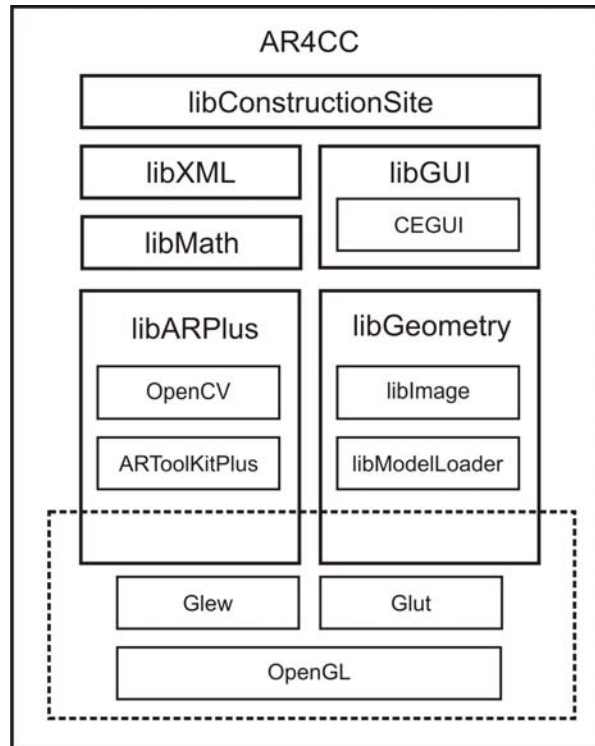 AR4CC
libConstructionSite
libXML
libGUI
CEGUI
libMath
libARPlus
libGeometry
OpenCV
libImage
ARToolKitPlus
libModelLoader
Glew
Glut
OpenGL